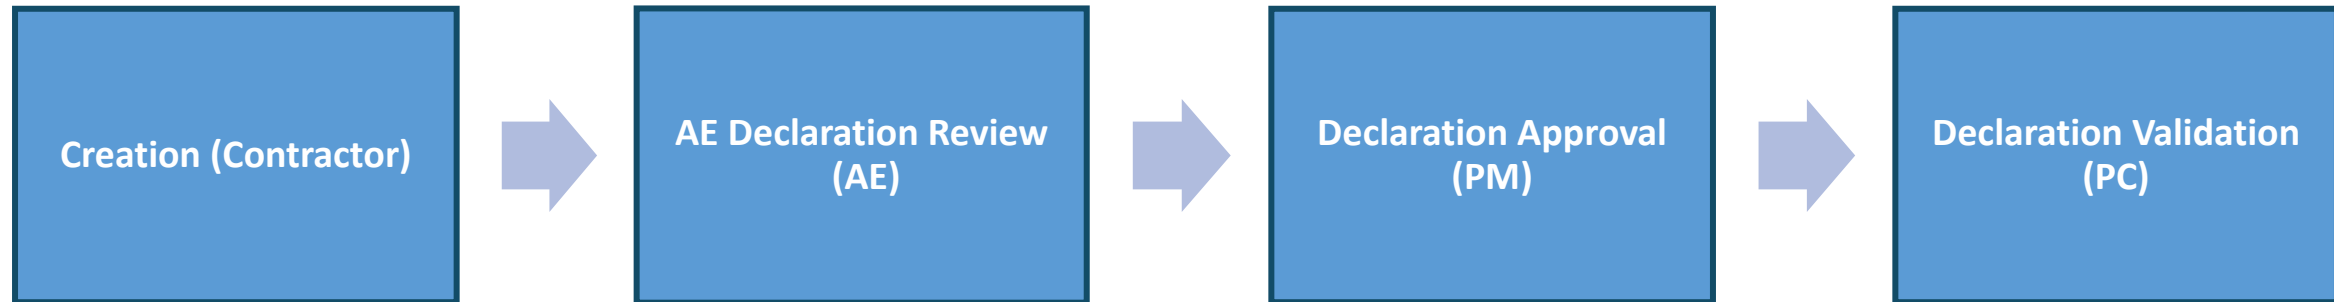 Creation (Contractor)
AE Declaration Review
(AE)
Declaration Approval
(PM)
Declaration Validation
(PC)